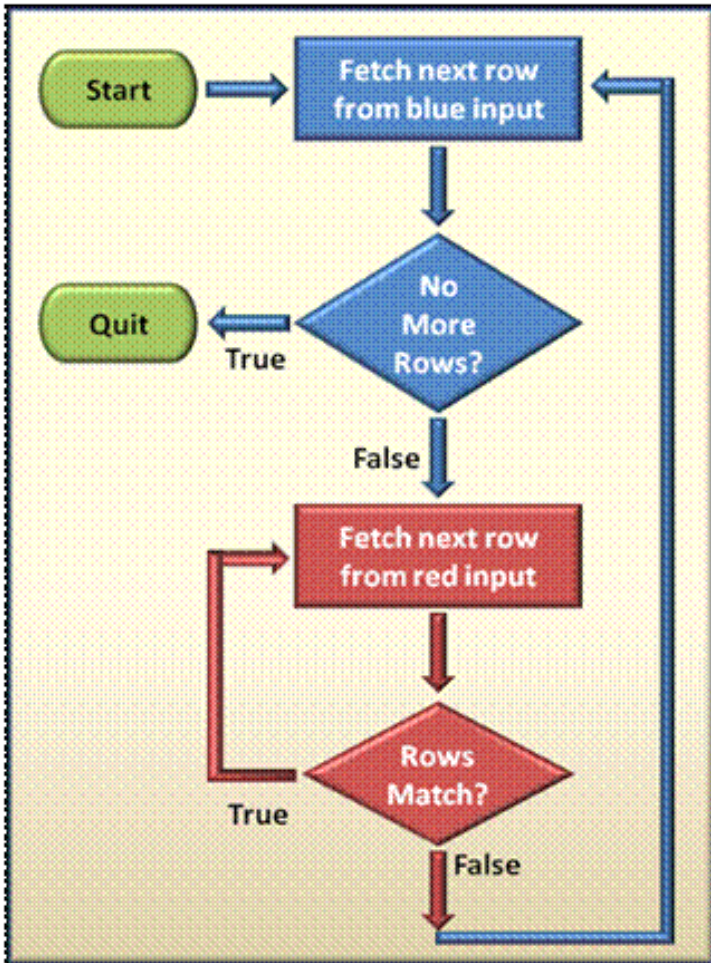 Start
Fetch next row
from blue input
No
More
Rows?
Quit
True
False
Fetch next row
from red input
Rows
Match?
True
False